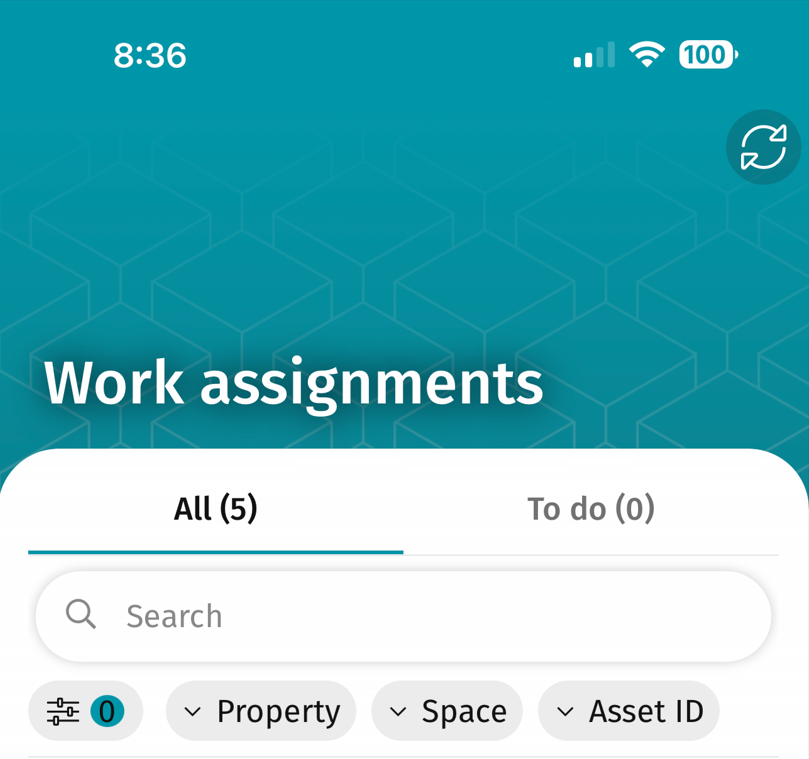 8:36 100
Work assignments
All (5) To do (0)
Search
0 Property Space Asset ID